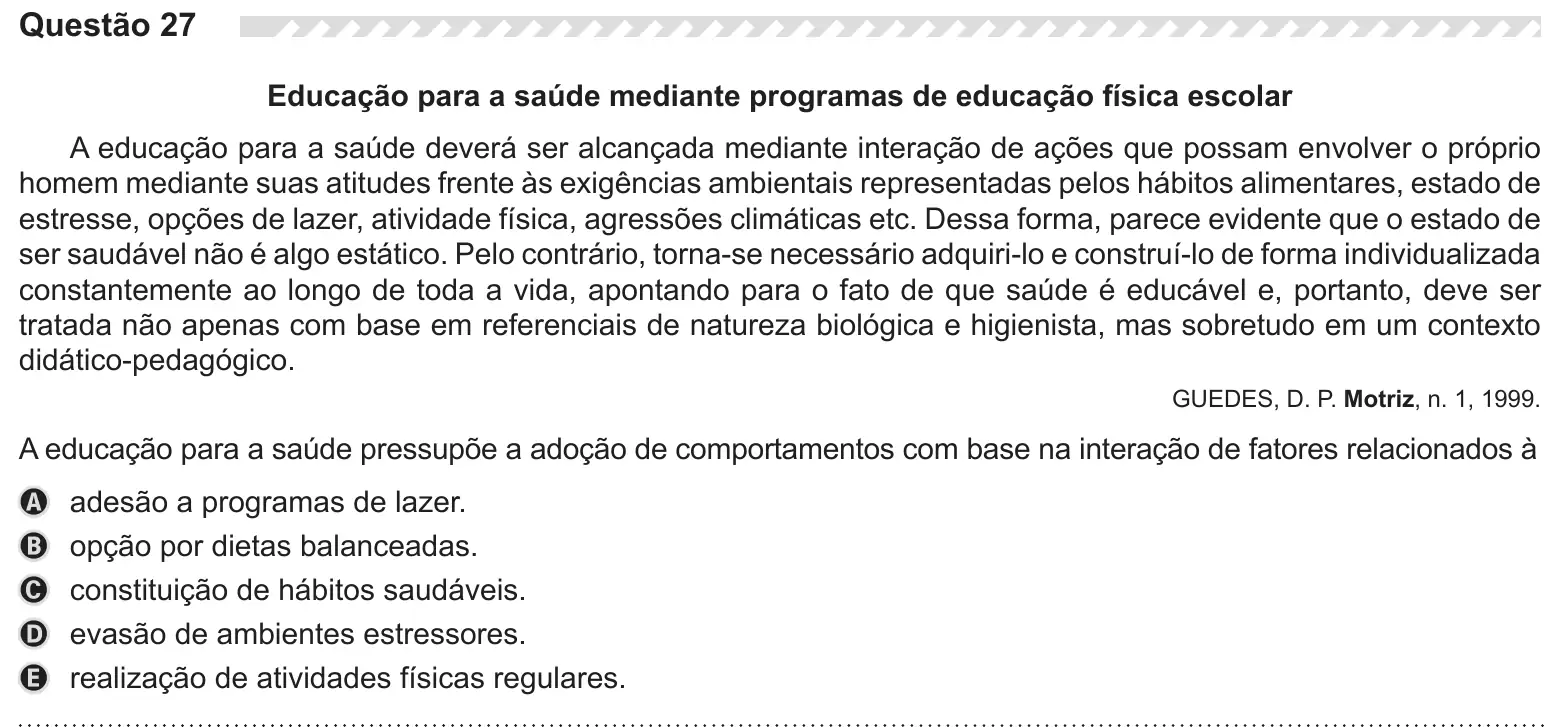 Questão 27
Educação para a saúde mediante programas de educação física escolar
A educação para a saúde deverá ser alcançada mediante interação de ações que possam envolver o próprio
homem mediante suas atitudes frente às exigências ambientais representadas pelos hábitos alimentares, estado de
estresse, opções de lazer, atividade física, agressões climáticas etc. Dessa forma, parece evidente que o estado de
ser saudável não é algo estático. Pelo contrário, torna-se necessário adquiri-lo e construí-lo de forma individualizada
constantemente ao longo de toda a vida, apontando para o fato de que saúde é educável e, portanto, deve ser
tratada não apenas com base em referenciais de natureza biológica e higienista, mas sobretudo em um contexto
didático-pedagógico.
GUEDES, D. P. Motriz, n. 1, 1999.
A educação para a saúde pressupõe a adoção de comportamentos com base na interação de fatores relacionados à
A adesão a programas de lazer.
B opção por dietas balanceadas.
C constituição de hábitos saudáveis.
D evasão de ambientes estressores.
E realização de atividades físicas regulares.